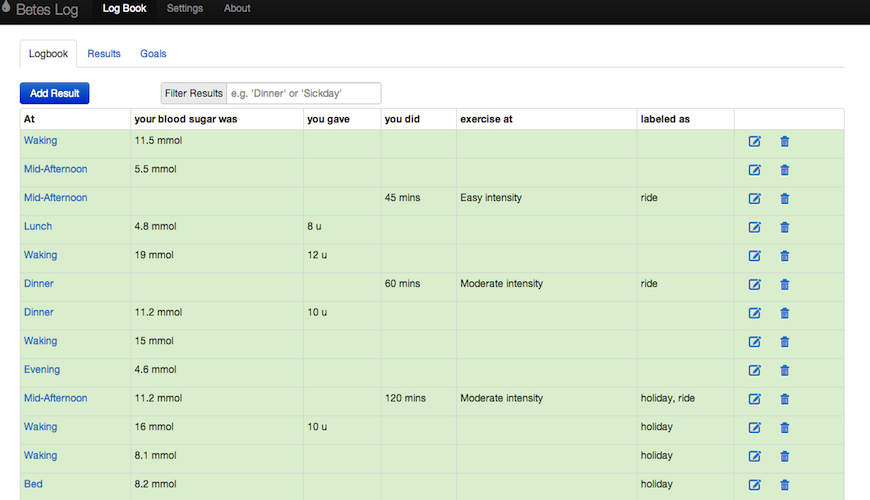 Betes Log Log Book Settings About
Logbook Results Goals
Add Result Filter Results e.g. 'Dinner' or 'Sickday'
At your blood sugar was you gave you did exercise at labeled as
Waking 11.5 mmol
Mid-Afternoon 5.5 mmol
Mid-Afternoon 45 mins Easy intensity ride
Lunch 4.8 mmol 8 u
Waking 19 mmol 12 u
Dinner 60 mins Moderate intensity ride
Dinner 11.2 mmol 10 u
Waking 15 mmol
Evening 4.6 mmol
Mid-Afternoon 11.2 mmol 120 mins Moderate intensity holiday, ride
Waking 16 mmol 10 u holiday
Waking 8.1 mmol holiday
Bed 8.2 mmol holiday